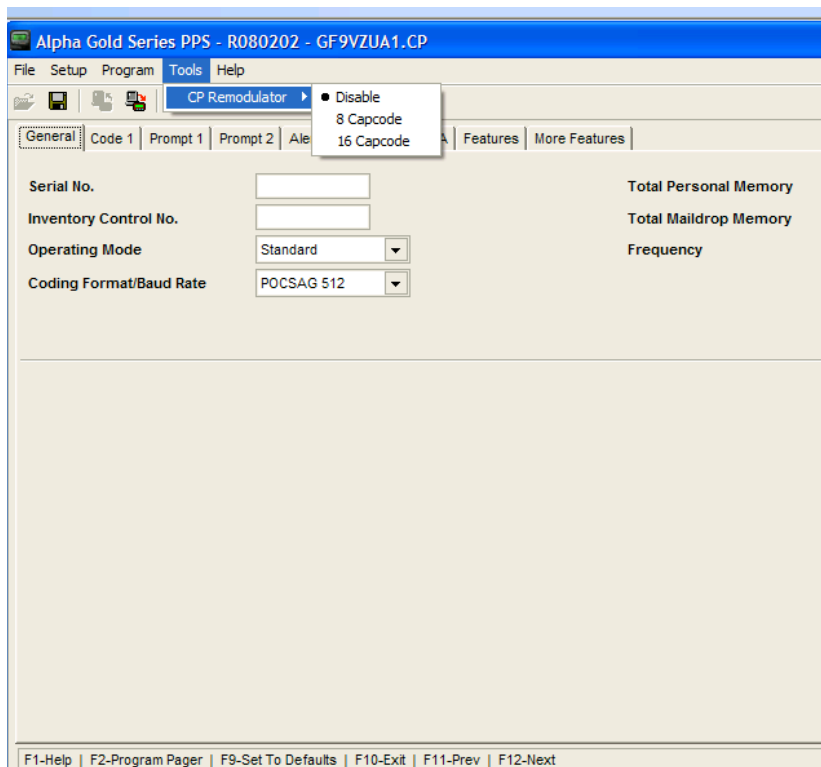 Alpha Gold Series PPS - R080202 - GF9VZUA1.CP
File Setup Program Tools Help
CP Remodulator
Disable
8 Capcode
16 Capcode
General Code 1 Prompt 1 Prompt 2 Features More Features
Serial No.
Total Personal Memory
Inventory Control No.
Total Maildrop Memory
Operating Mode Standard
Frequency
Coding Format/Baud Rate POCSAG 512
F1-Help | F2-Program Pager | F9-Set To Defaults | F10-Exit | F11-Prev | F12-Next